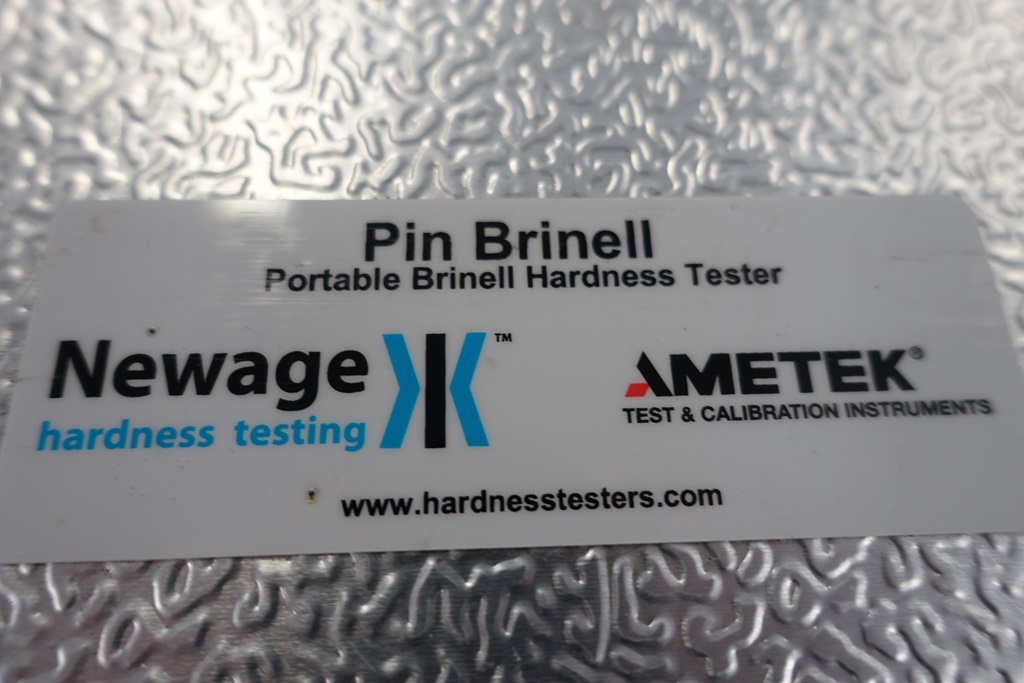 Pin Brinell
Portable Brinell Hardness Tester
Newage ™
hardness testing
AMETEK®
TEST & CALIBRATION INSTRUMENTS
www.hardnesstesters.com